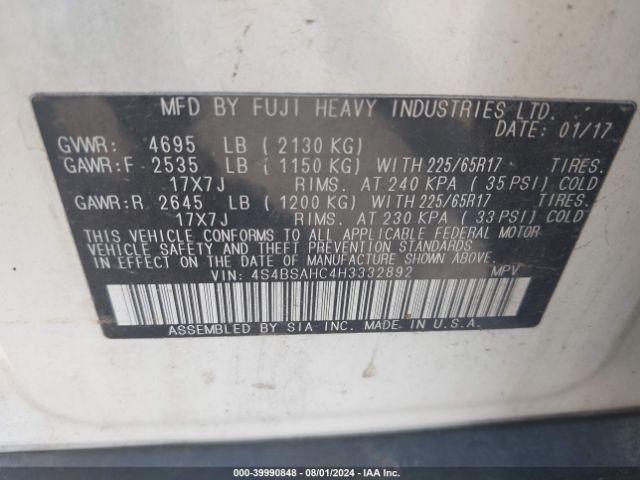 MFD BY FUJI HEAVY INDUSTRIES LTD.
DATE: 01/17
GVWR: 4695 LB (2130 KG)
GAWR:F 2535 LB (1150 KG) WITH 225/65R17 TIRES.
17X7J RIMS. AT 240 KPA (35 PSI) COLD
GAWR:R 2645 LB (1200 KG) WITH 225/65R17 TIRES.
17X7J RIMS. AT 230 KPA (33 PSI) COLD
THIS VEHICLE CONFORMS TO ALL APPLICABLE FEDERAL MOTOR
VEHICLE SAFETY AND THEFT PREVENTION STANDARDS
IN EFFECT ON THE DATE OF MANUFACTURE SHOWN ABOVE.
VIN: 4S4BSAHC4H3332892 MPV
ASSEMBLED BY SIA INC. MADE IN U.S.A.
000-39990848 - 08/01/2024 - IAA Inc.